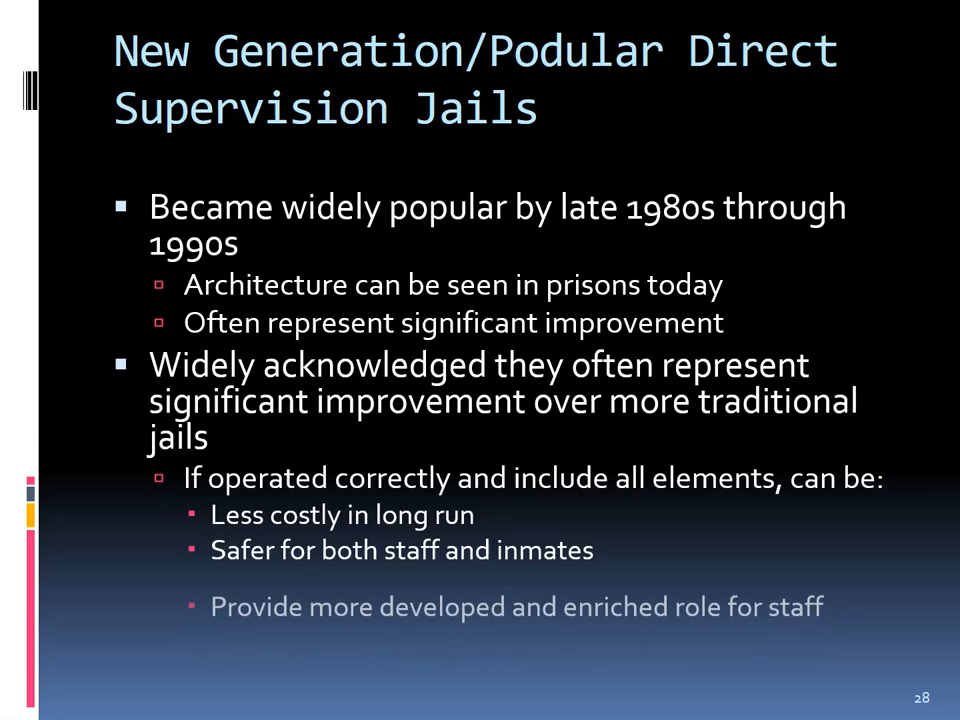 New Generation/Podular Direct
Supervision Jails
▪ Became widely popular by late 1980s through
1990s
▫ Architecture can be seen in prisons today
▫ Often represent significant improvement
▪ Widely acknowledged they often represent
significant improvement over more traditional
jails
▫ If operated correctly and include all elements, can be:
▪ Less costly in long run
▪ Safer for both staff and inmates
▪ Provide more developed and enriched role for staff
28